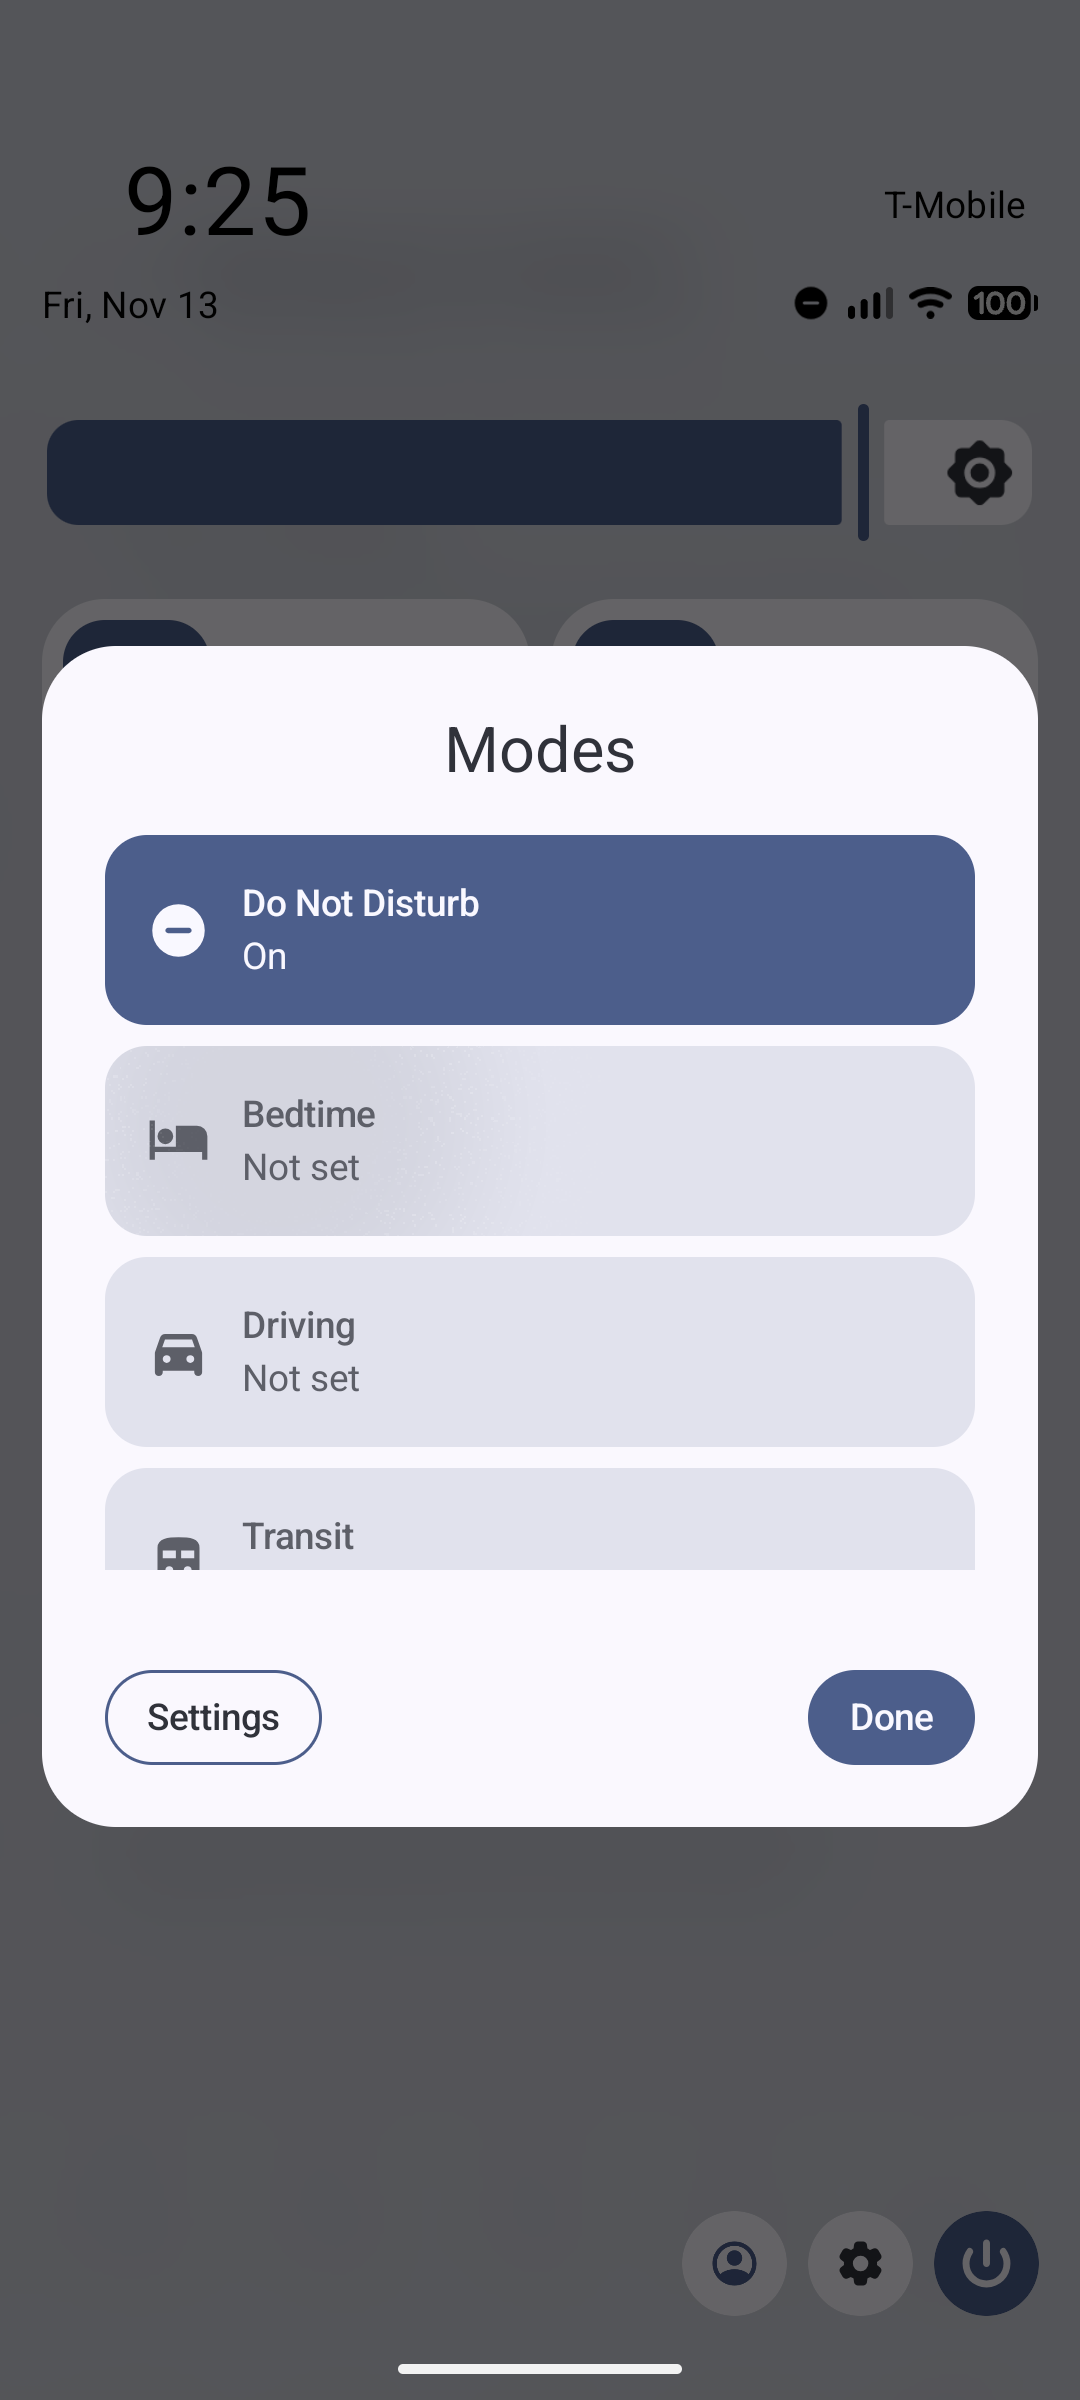 9:25
T-Mobile
Fri, Nov 13
100
Modes
Do Not Disturb
On
Bedtime
Not set
Driving
Not set
Transit
Settings
Done